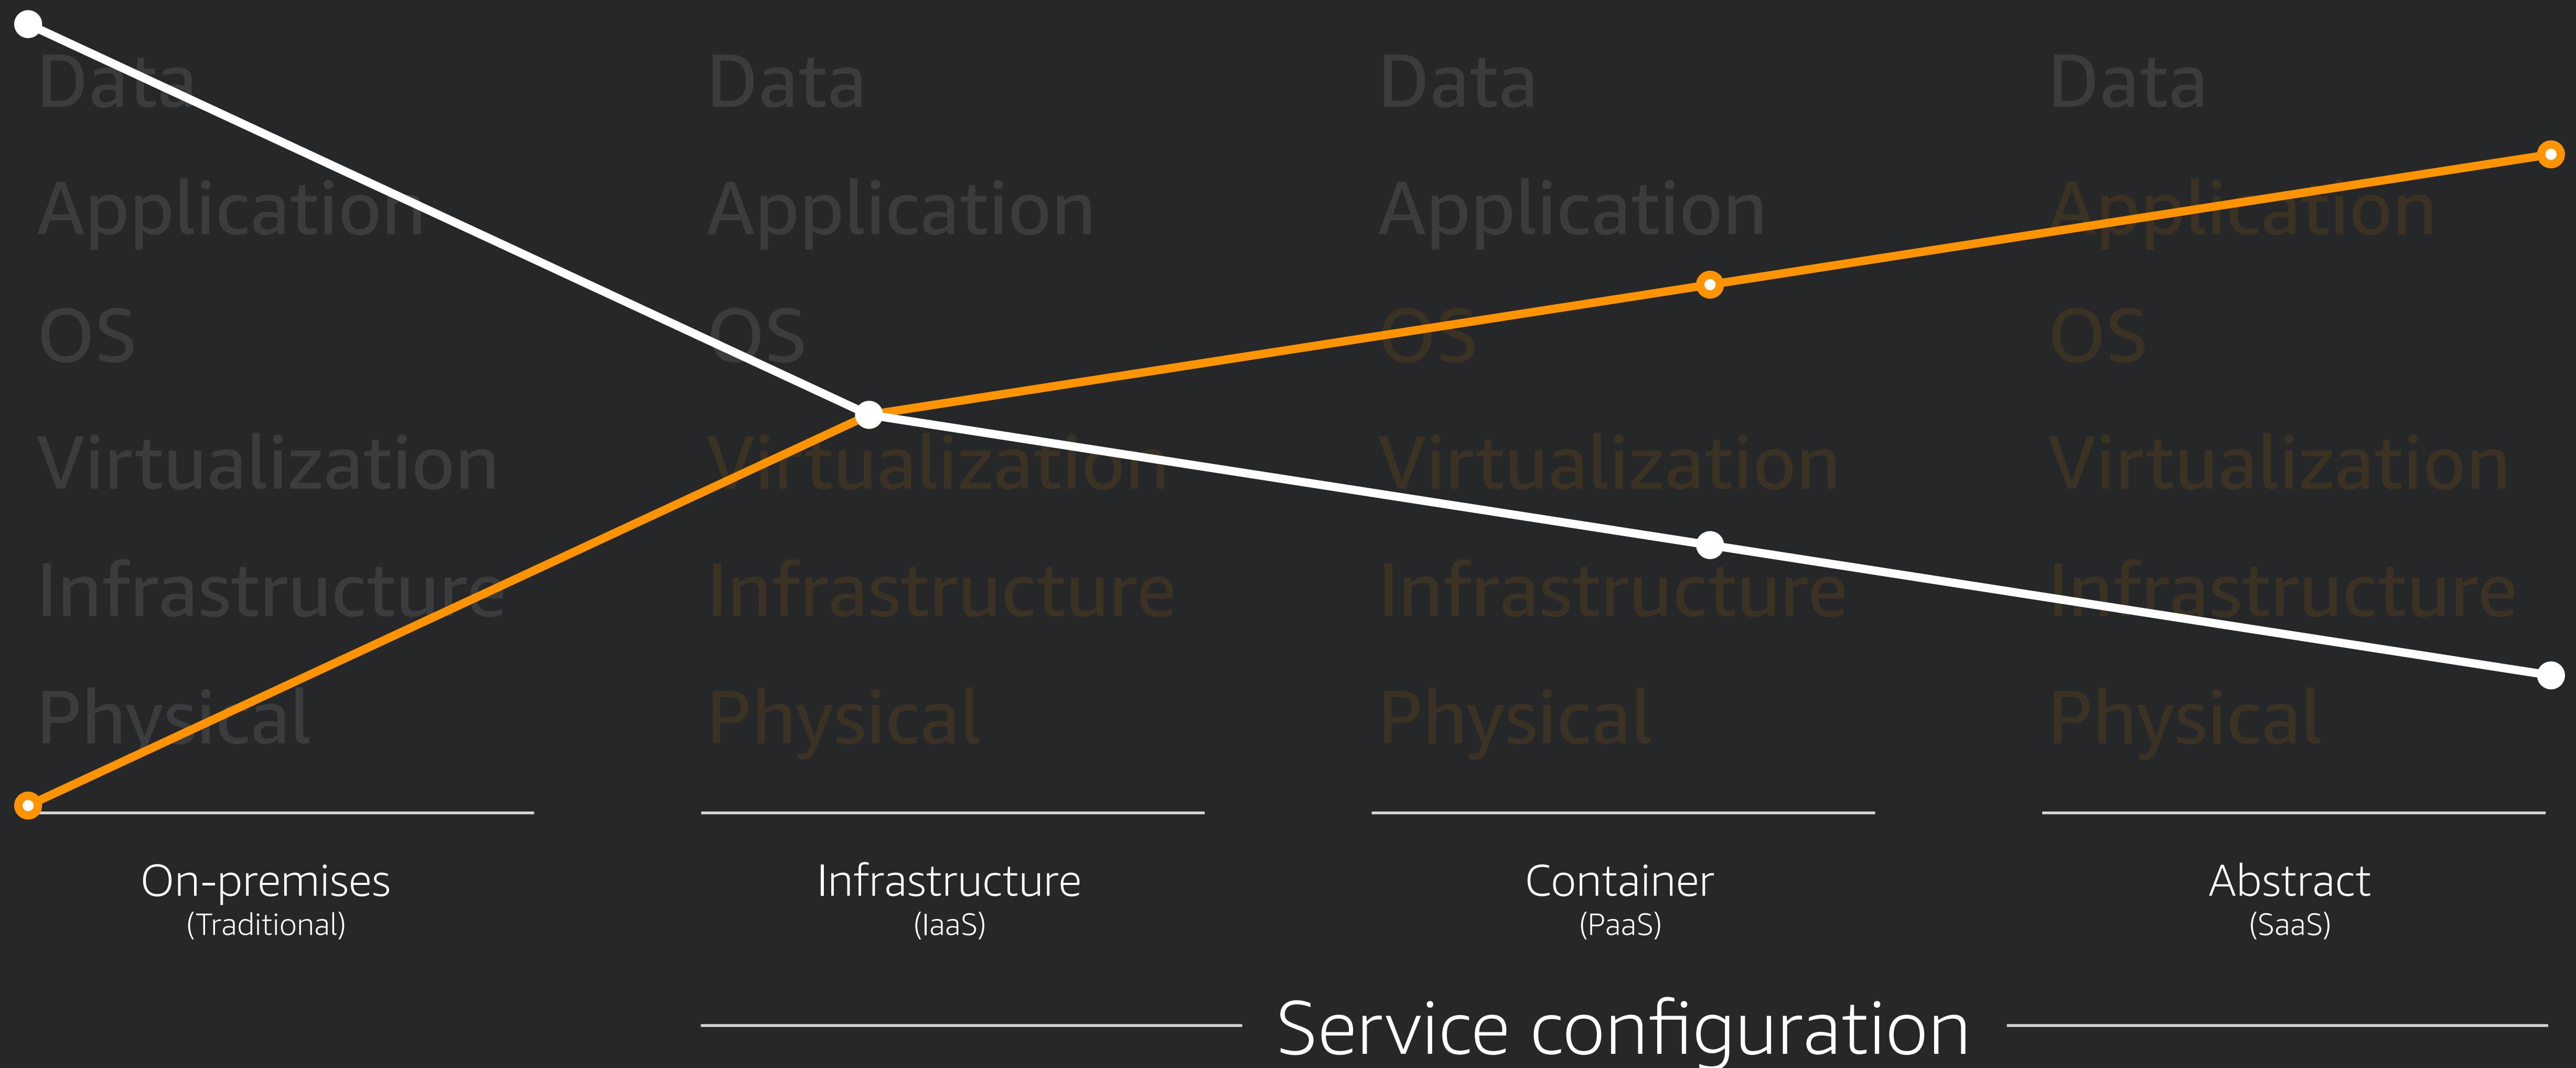 Data Data Data Data
Application Application Application Application
OS OS OS OS
Virtualization Virtualization Virtualization Virtualization
Infrastructure Infrastructure Infrastructure Infrastructure
Physical Physical Physical Physical
On-premises Infrastructure Container Abstract
(Traditional) (IaaS) (PaaS) (SaaS)
Service configuration